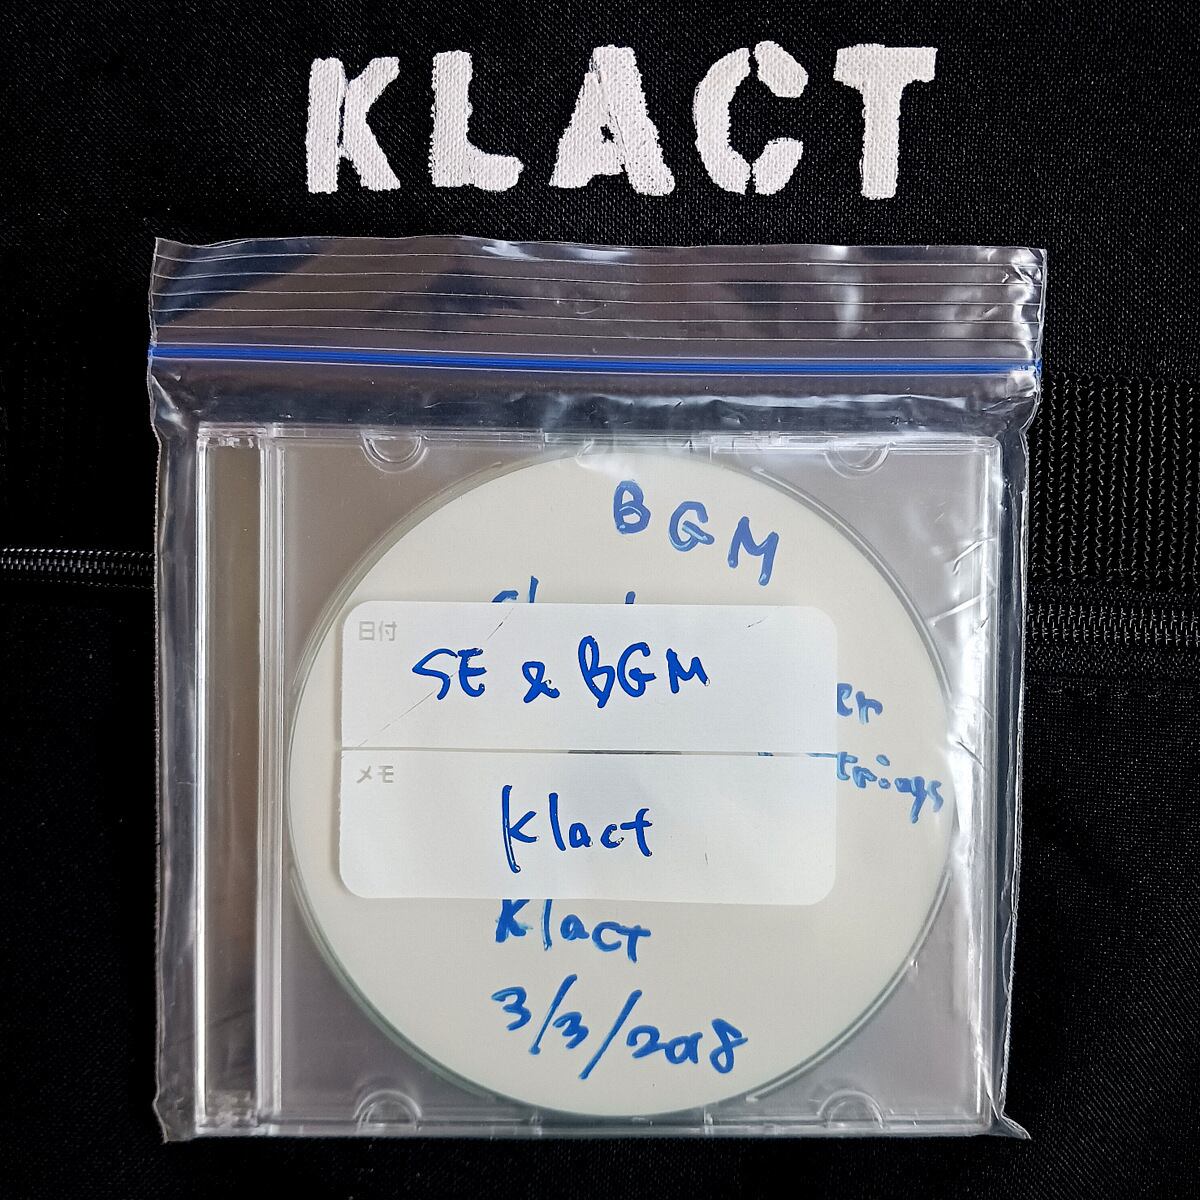 KLACT
BGM
日付
SE & BGM
メモ
Klact
Klact
3/3/2018